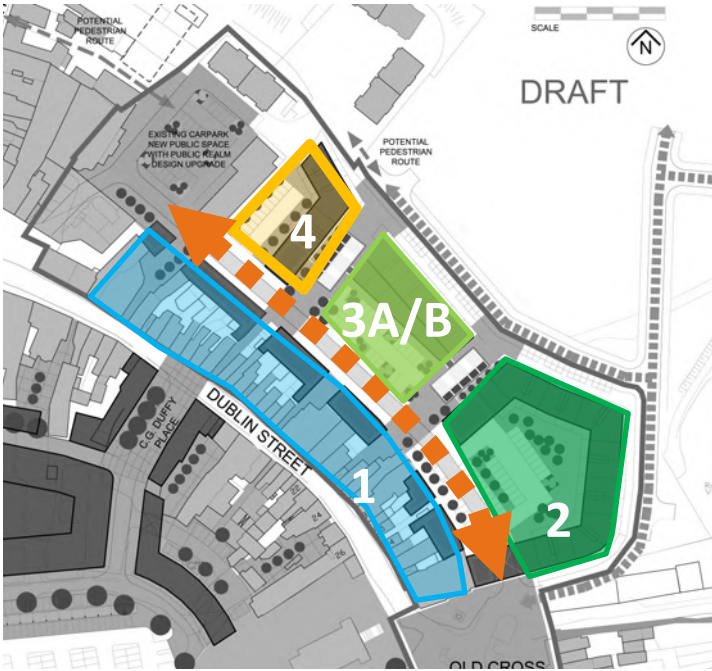 POTENTIAL
PEDESTRIAN
ROUTE
SCALE
N
DRAFT
EXISTING CARPARK
NEW PUBLIC SPACE
WITH PUBLIC REALM
DESIGN UPGRADE
POTENTIAL
PEDESTRIAN
ROUTE
4
3A/B
C.G. DUFFY
PLACE
DUBLIN STREET
1
2
22
24
26
OLD CROSS